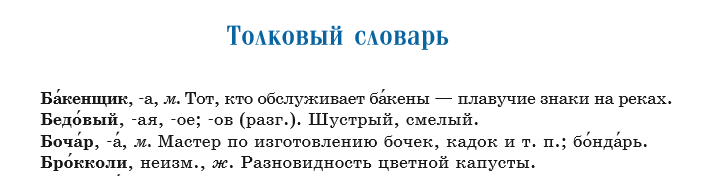 Толковый словарь
Ба́кенщик, -а, м. Тот, кто обслуживает ба́кены — плавучие знаки на реках.
Бедо́вый, -ая, -ое; -ов (разг.). Шустрый, смелый.
Боча́р, -а́, м. Мастер по изготовлению бочек, кадок и т. п.; бо́нда́рь.
Бро́кколи, неизм., ж. Разновидность цветной капусты.